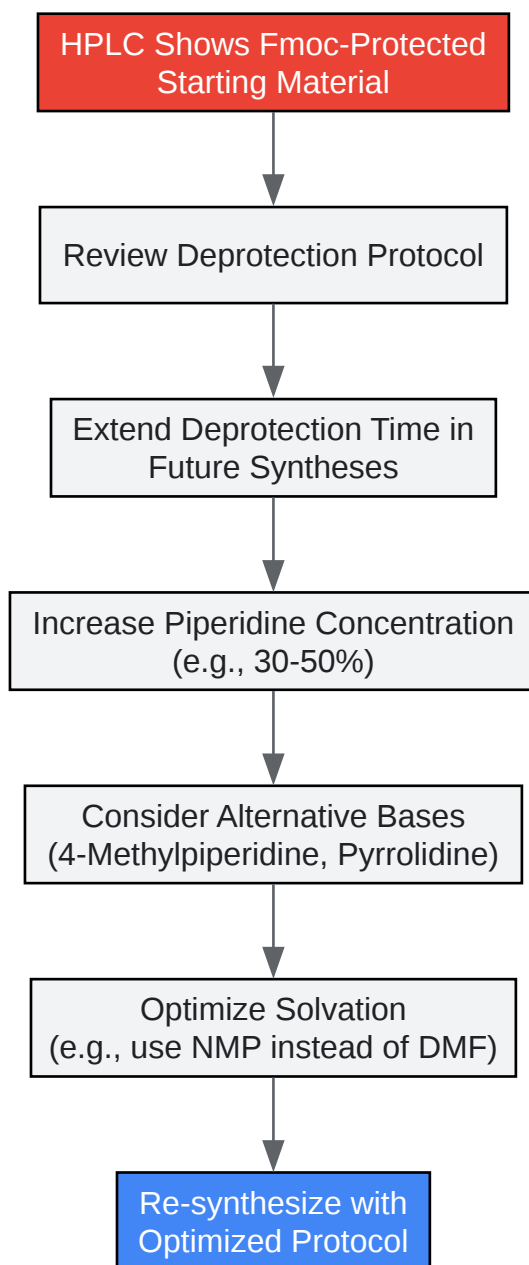 HPLC Shows Fmoc-Protected
Starting Material
Review Deprotection Protocol
Extend Deprotection Time in
Future Syntheses
Increase Piperidine Concentration
(e.g., 30-50%)
Consider Alternative Bases
(4-Methylpiperidine, Pyrrolidine)
Optimize Solvation
(e.g., use NMP instead of DMF)
Re-synthesize with
Optimized Protocol